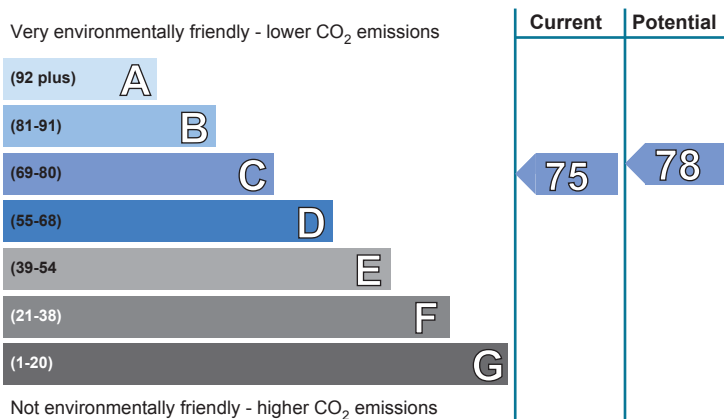 Current Potential
Very environmentally friendly - lower CO2 emissions
(92 plus) A
(81-91) B
(69-80) C
75 78
(55-68) D
(39-54 E
(21-38) F
(1-20) G
Not environmentally friendly - higher CO2 emissions